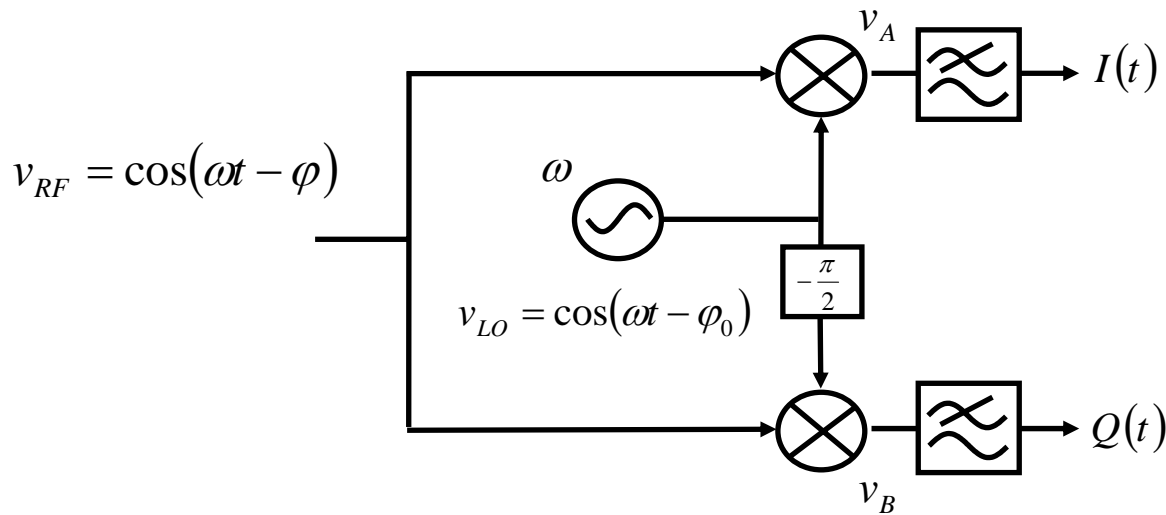 v_A
I(t)
v_RF = cos(ωt − φ)
ω
−π/2
v_LO = cos(ωt − φ_0)
Q(t)
v_B